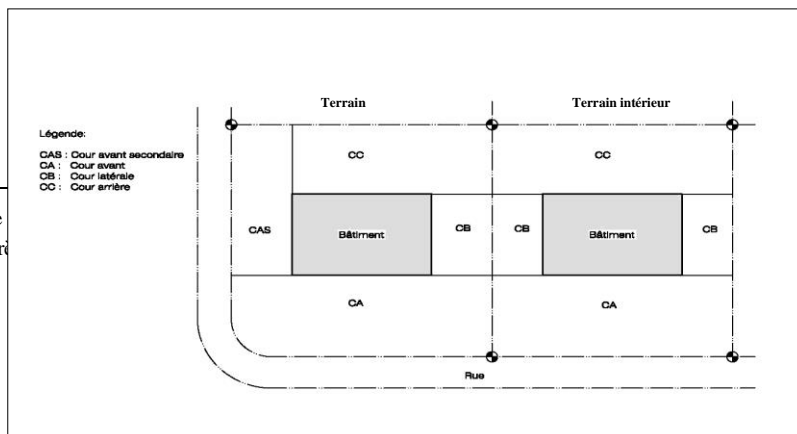 Terrain
Terrain intérieur
Légende:
CAS : Cour avant secondaire
CA : Cour avant
CB : Cour latérale
CC : Cour arrière
CC
CC
CAS
Bâtiment
CB
CB
Bâtiment
CB
CA
CA
Rue